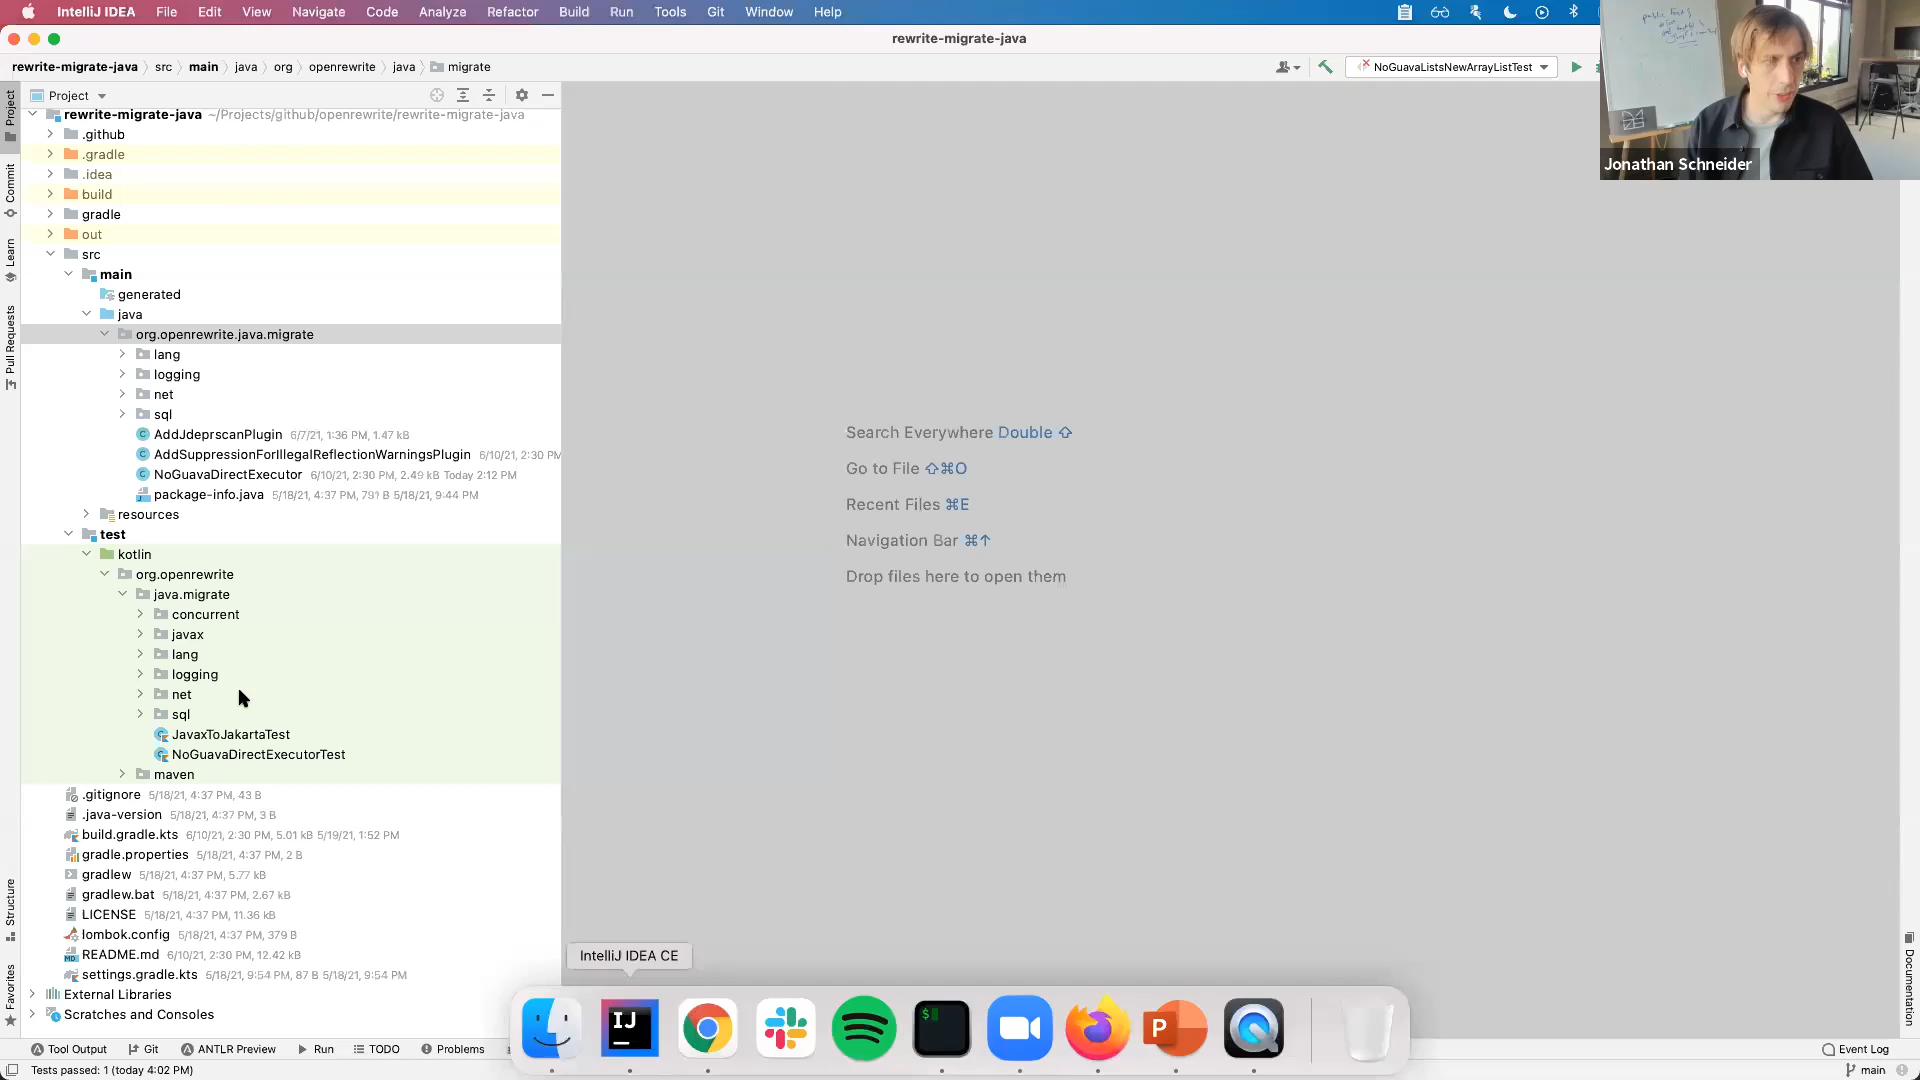 IntelliJ IDEA File Edit View Navigate Code Analyze Refactor Build Run Tools Git Window Help
rewrite-migrate-java
rewrite-migrate-java src main java org openrewrite java migrate
NoGuavaListsNewArrayListTest
Jonathan Schneider
Project
Commit
Learn
Pull Requests
Structure
Favorites
Project
rewrite-migrate-java ~/Projects/github/openrewrite/rewrite-migrate-java
.github
.gradle
.idea
build
gradle
out
src
main
generated
java
org.openrewrite.java.migrate
lang
logging
net
sql
AddJdeprscanPlugin 6/7/21, 1:36 PM, 1.47 kB
AddSuppressionForIllegalReflectionWarningsPlugin 6/10/21, 2:30 PM
NoGuavaDirectExecutor 6/10/21, 2:30 PM, 2.49 kB Today 2:12 PM
package-info.java 5/18/21, 4:37 PM, 791 B 5/18/21, 9:44 PM
resources
test
kotlin
org.openrewrite
java.migrate
concurrent
javax
lang
logging
net
sql
JavaxToJakartaTest
NoGuavaDirectExecutorTest
maven
.gitignore 5/18/21, 4:37 PM, 43 B
.java-version 5/18/21, 4:37 PM, 3 B
build.gradle.kts 6/10/21, 2:30 PM, 5.01 kB 5/19/21, 1:52 PM
gradle.properties 5/18/21, 4:37 PM, 2 B
gradlew 5/18/21, 4:37 PM, 5.77 kB
gradlew.bat 5/18/21, 4:37 PM, 2.67 kB
LICENSE 5/18/21, 4:37 PM, 11.36 kB
lombok.config 5/18/21, 4:37 PM, 379 B
README.md 6/10/21, 2:30 PM, 12.42 kB
settings.gradle.kts 5/18/21, 9:54 PM, 87 B 5/18/21, 9:54 PM
External Libraries
Scratches and Consoles
Search Everywhere Double ⇧
Go to File ⇧⌘O
Recent Files ⌘E
Navigation Bar ⌘↑
Drop files here to open them
IntelliJ IDEA CE
IJ
$
P
Documentation
Tool Output Git ANTLR Preview Run TODO Problems
Event Log
Tests passed: 1 (today 4:02 PM)
main